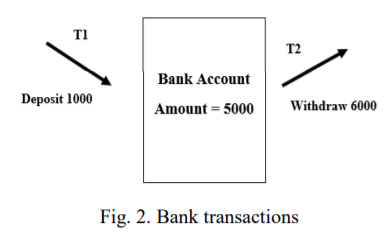 T1
Deposit 1000
Bank Account
Amount = 5000
T2
Withdraw 6000
Fig. 2. Bank transactions